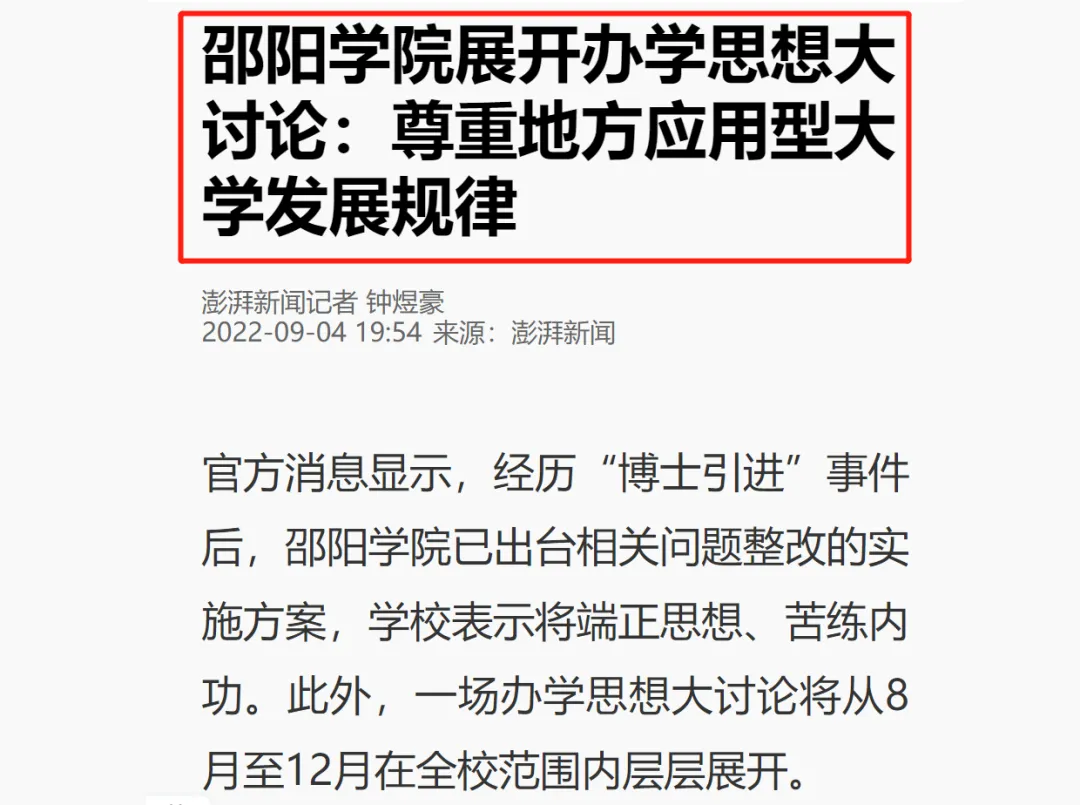 邵阳学院展开办学思想大
讨论：尊重地方应用型大
学发展规律
澎湃新闻记者 钟煜豪
2022-09-04 19:54 来源：澎湃新闻
官方消息显示，经历“博士引进”事件
后，邵阳学院已出台相关问题整改的实
施方案，学校表示将端正思想、苦练内
功。此外，一场办学思想大讨论将从8
月至12月在全校范围内层层展开。